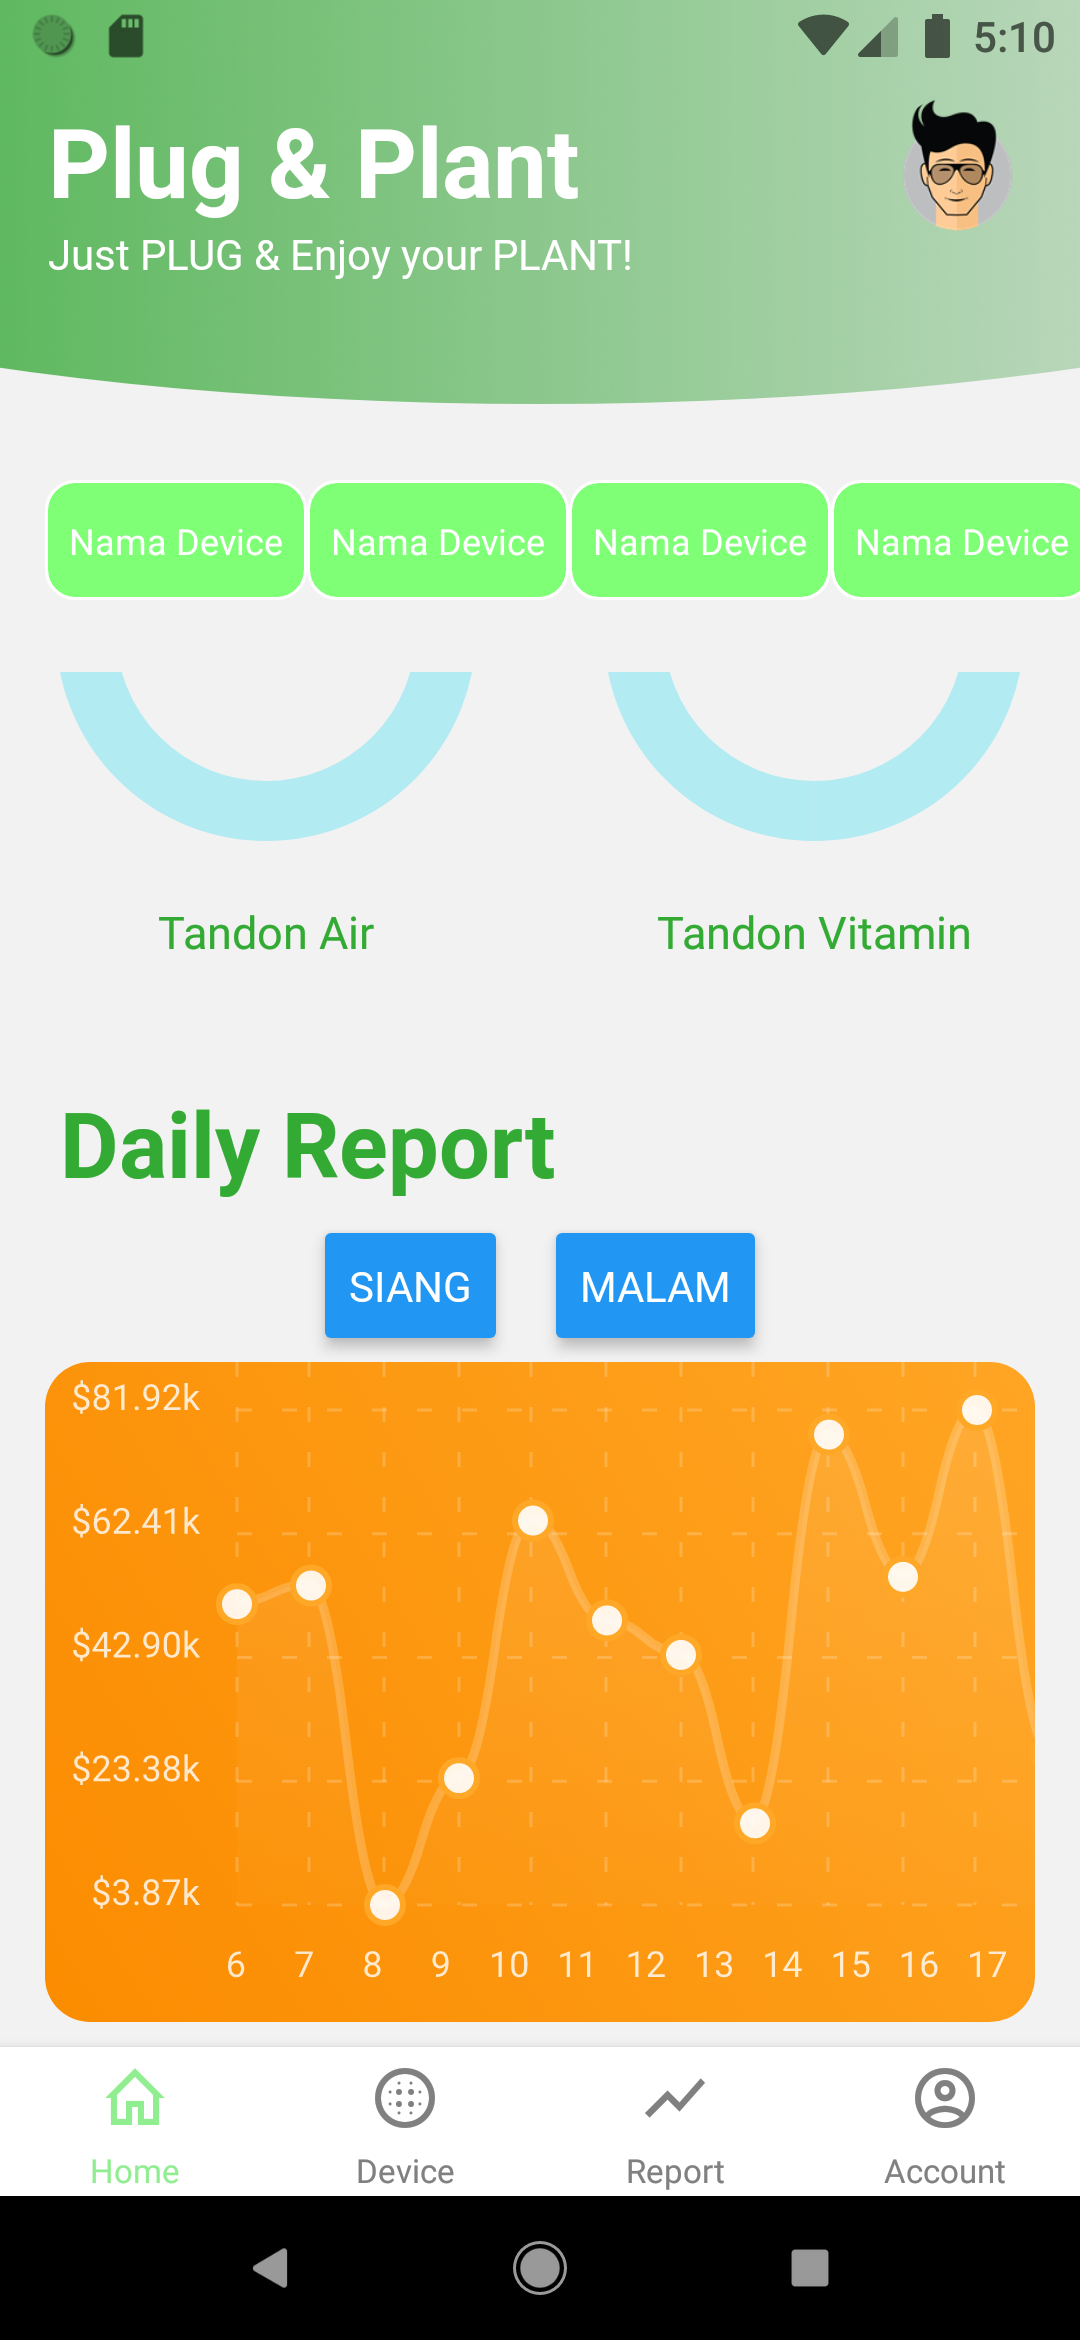 5:10
Plug & Plant
Just PLUG & Enjoy your PLANT!
Nama Device Nama Device Nama Device Nama Device
Tandon Air Tandon Vitamin
Daily Report
SIANG MALAM
$81.92k
$62.41k
$42.90k
$23.38k
$3.87k
6 7 8 9 10 11 12 13 14 15 16 17
Home Device Report Account